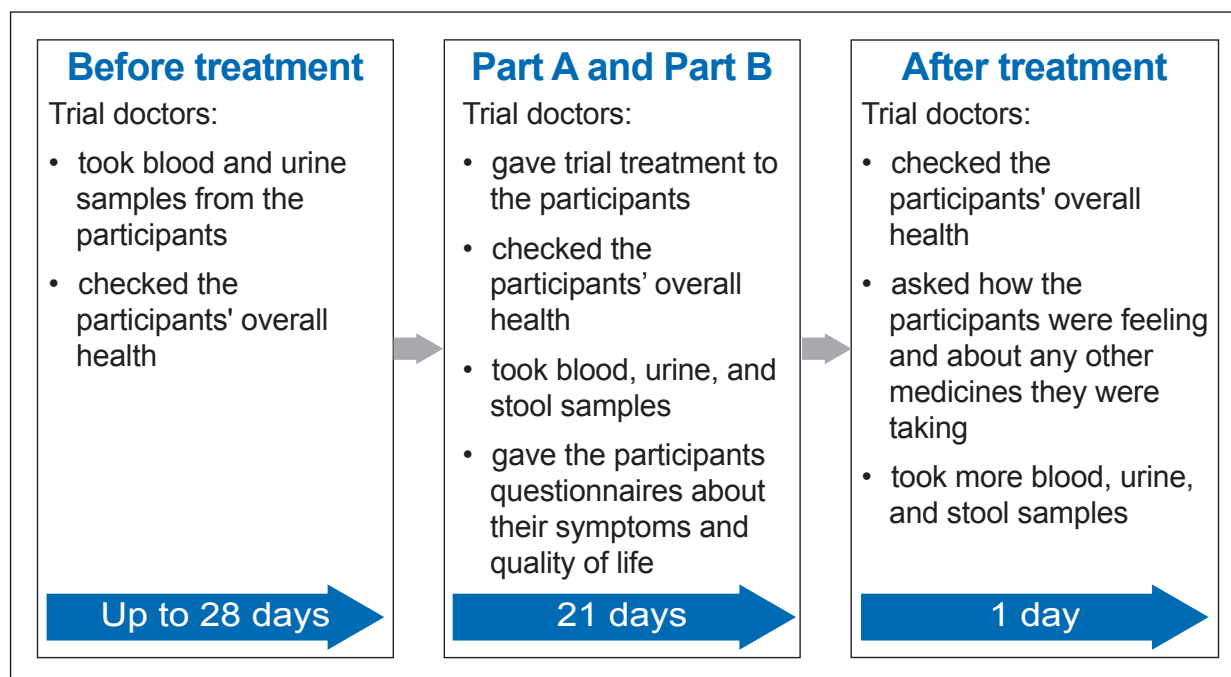 Before treatment
Trial doctors:
• took blood and urine
samples from the
participants
• checked the
participants' overall
health
Up to 28 days
Part A and Part B
Trial doctors:
• gave trial treatment to
the participants
• checked the
participants’ overall
health
• took blood, urine, and
stool samples
• gave the participants
questionnaires about
their symptoms and
quality of life
21 days
After treatment
Trial doctors:
• checked the
participants' overall
health
• asked how the
participants were feeling
and about any other
medicines they were
taking
• took more blood, urine,
and stool samples
1 day